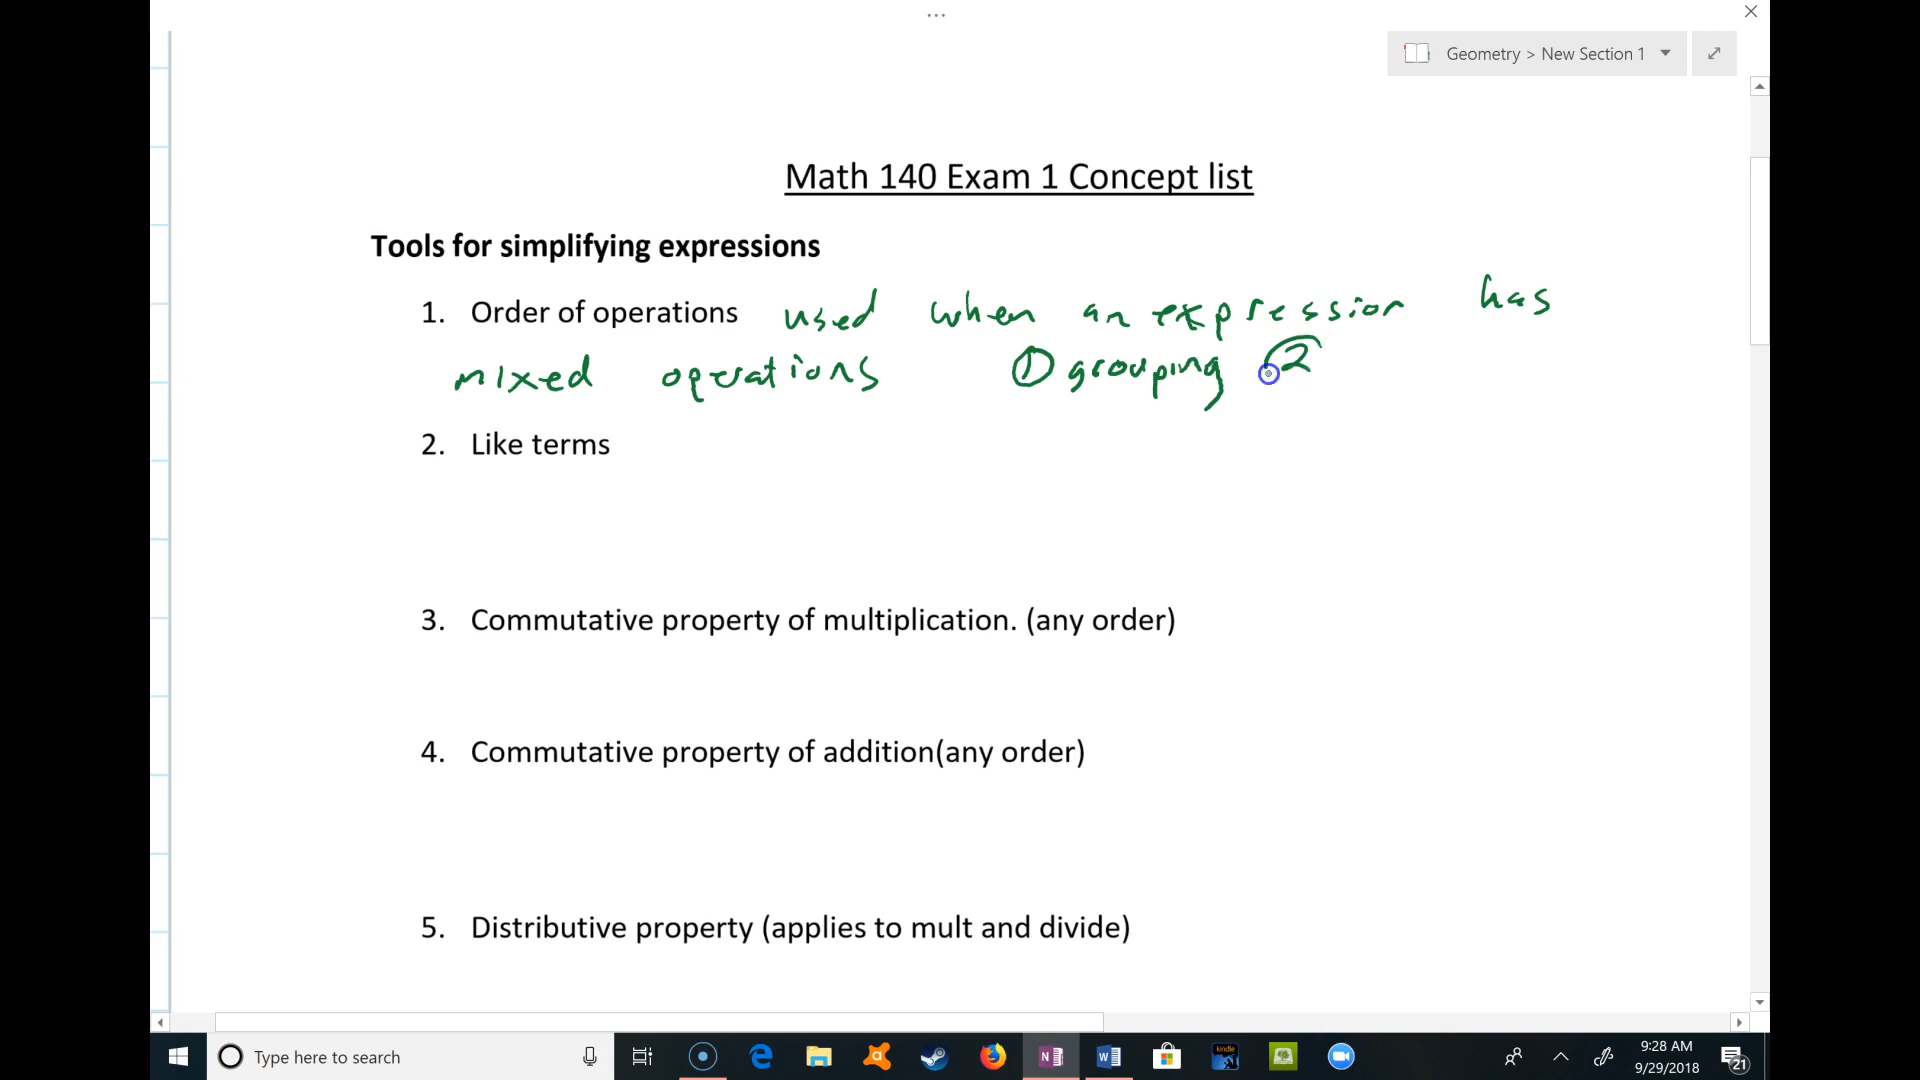 ...
Geometry > New Section 1
Math 140 Exam 1 Concept list
Tools for simplifying expressions
1. Order of operations used when an expression has
mixed operations ① grouping 2
2. Like terms
3. Commutative property of multiplication. (any order)
4. Commutative property of addition(any order)
5. Distributive property (applies to mult and divide)
Type here to search
kindle
9:28 AM
9/29/2018
21